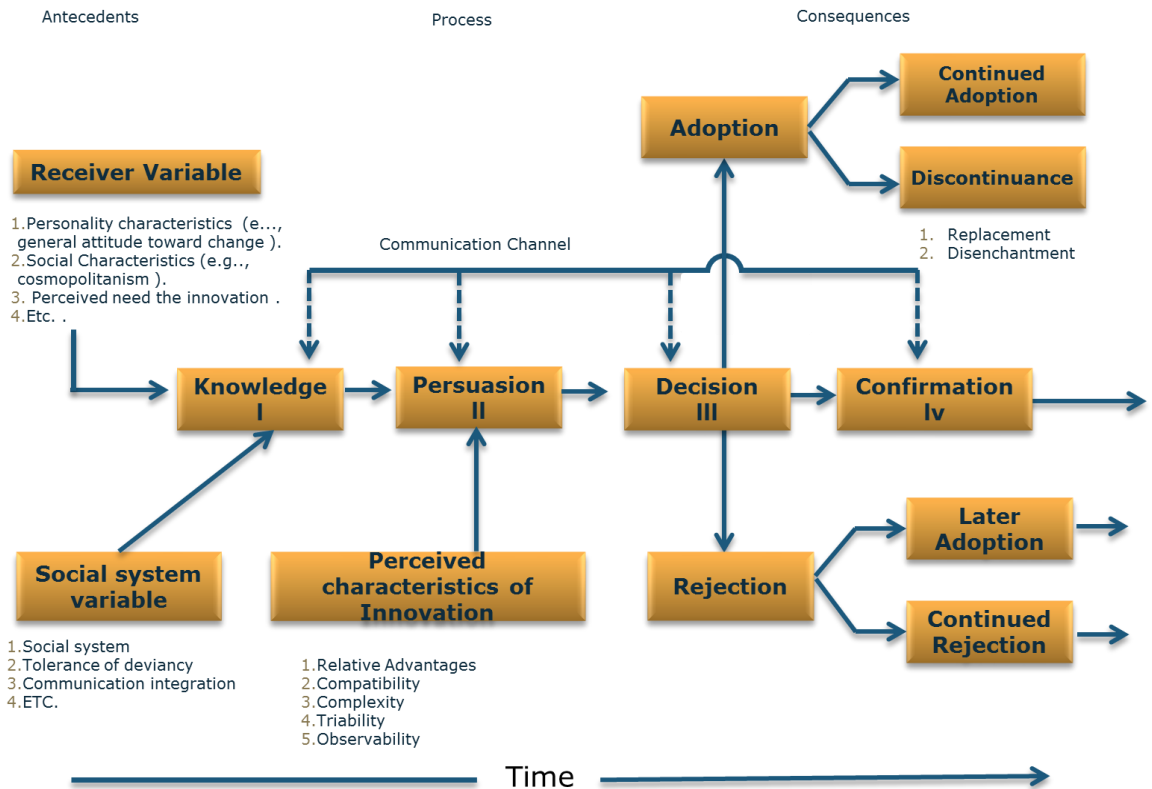 Antecedents
Process
Consequences
Adoption
Continued
Adoption
Discontinuance
1. Replacement
2. Disenchantment
Receiver Variable
1.Personality characteristics (e...,
general attitude toward change ).
2.Social Characteristics (e.g..,
cosmopolitanism ).
3. Perceived need the innovation .
4.Etc. .
Communication Channel
Knowledge
I
Persuasion
II
Decision
III
Confirmation
Iv
Social system
variable
1.Social system
2.Tolerance of deviancy
3.Communication integration
4.ETC.
Perceived
characteristics of
Innovation
1.Relative Advantages
2.Compatibility
3.Complexity
4.Triability
5.Observability
Rejection
Later
Adoption
Continued
Rejection
Time